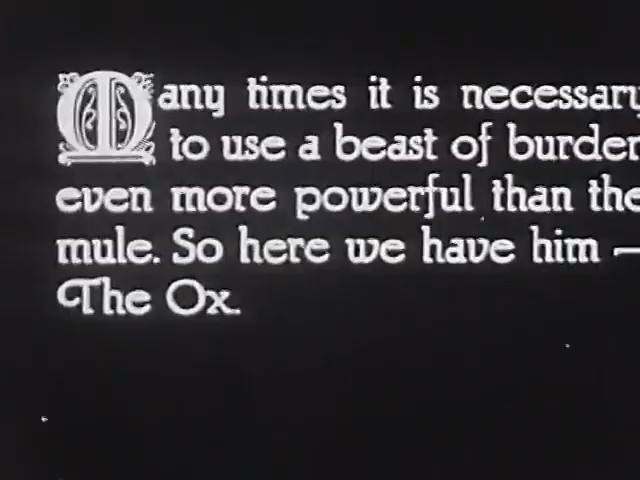 Many times it is necessary
to use a beast of burden
even more powerful than the
mule. So here we have him —
The Ox.